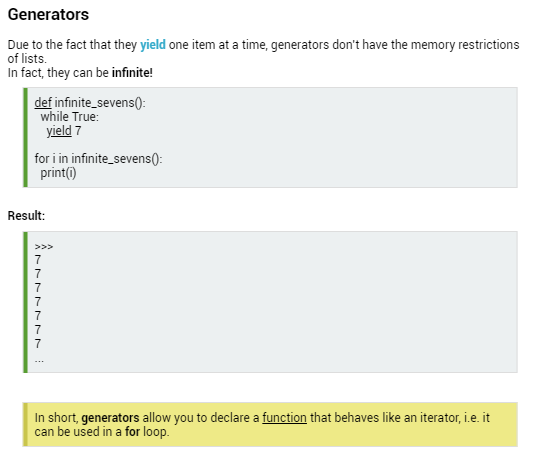 Generators
Due to the fact that they yield one item at a time, generators don't have the memory restrictions
of lists.
In fact, they can be infinite!
def infinite_sevens():
  while True:
    yield 7

for i in infinite_sevens():
  print(i)
Result:
>>>
7
7
7
7
7
7
7
...
In short, generators allow you to declare a function that behaves like an iterator, i.e. it
can be used in a for loop.